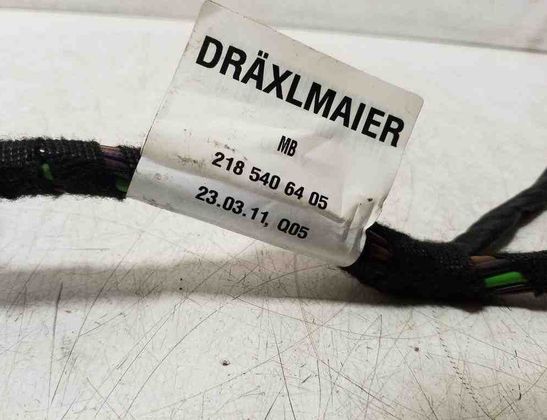 DRÄXLMAIER
MB
218 540 64 05
23.03.11, Q05